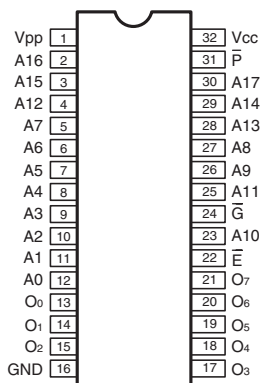 Vpp 1 32 Vcc
A16 2 31 P̅
A15 3 30 A17
A12 4 29 A14
A7 5 28 A13
A6 6 27 A8
A5 7 26 A9
A4 8 25 A11
A3 9 24 G̅
A2 10 23 A10
A1 11 22 E̅
A0 12 21 O7
O0 13 20 O6
O1 14 19 O5
O2 15 18 O4
GND 16 17 O3